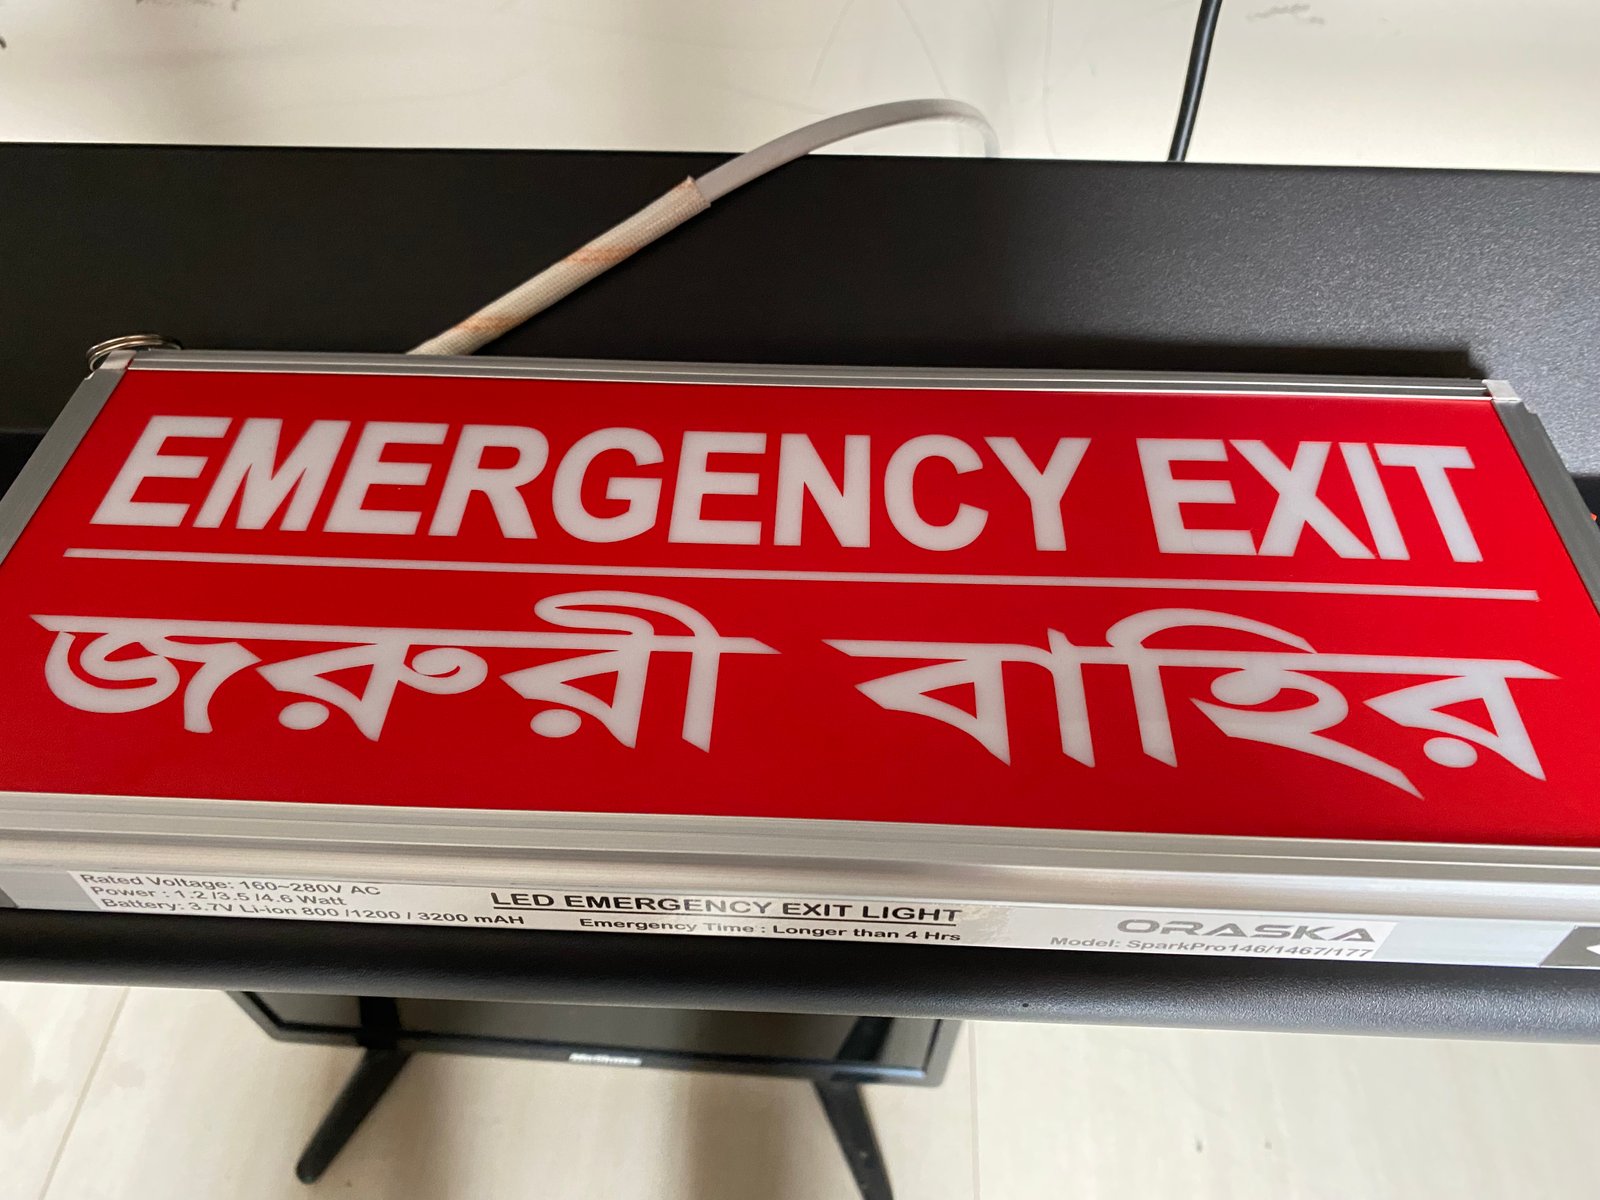 EMERGENCY EXIT
জরুরী বাহির
Rated Voltage: 160~280V AC
Power : 1.2 /3.5 /4.6 Watt
Battery: 3.7V Li-ion 800 /1200 / 3200 mAH
LED EMERGENCY EXIT LIGHT
Emergency Time : Longer than 4 Hrs
ORASKA
Model: SparkPro146/1467/177